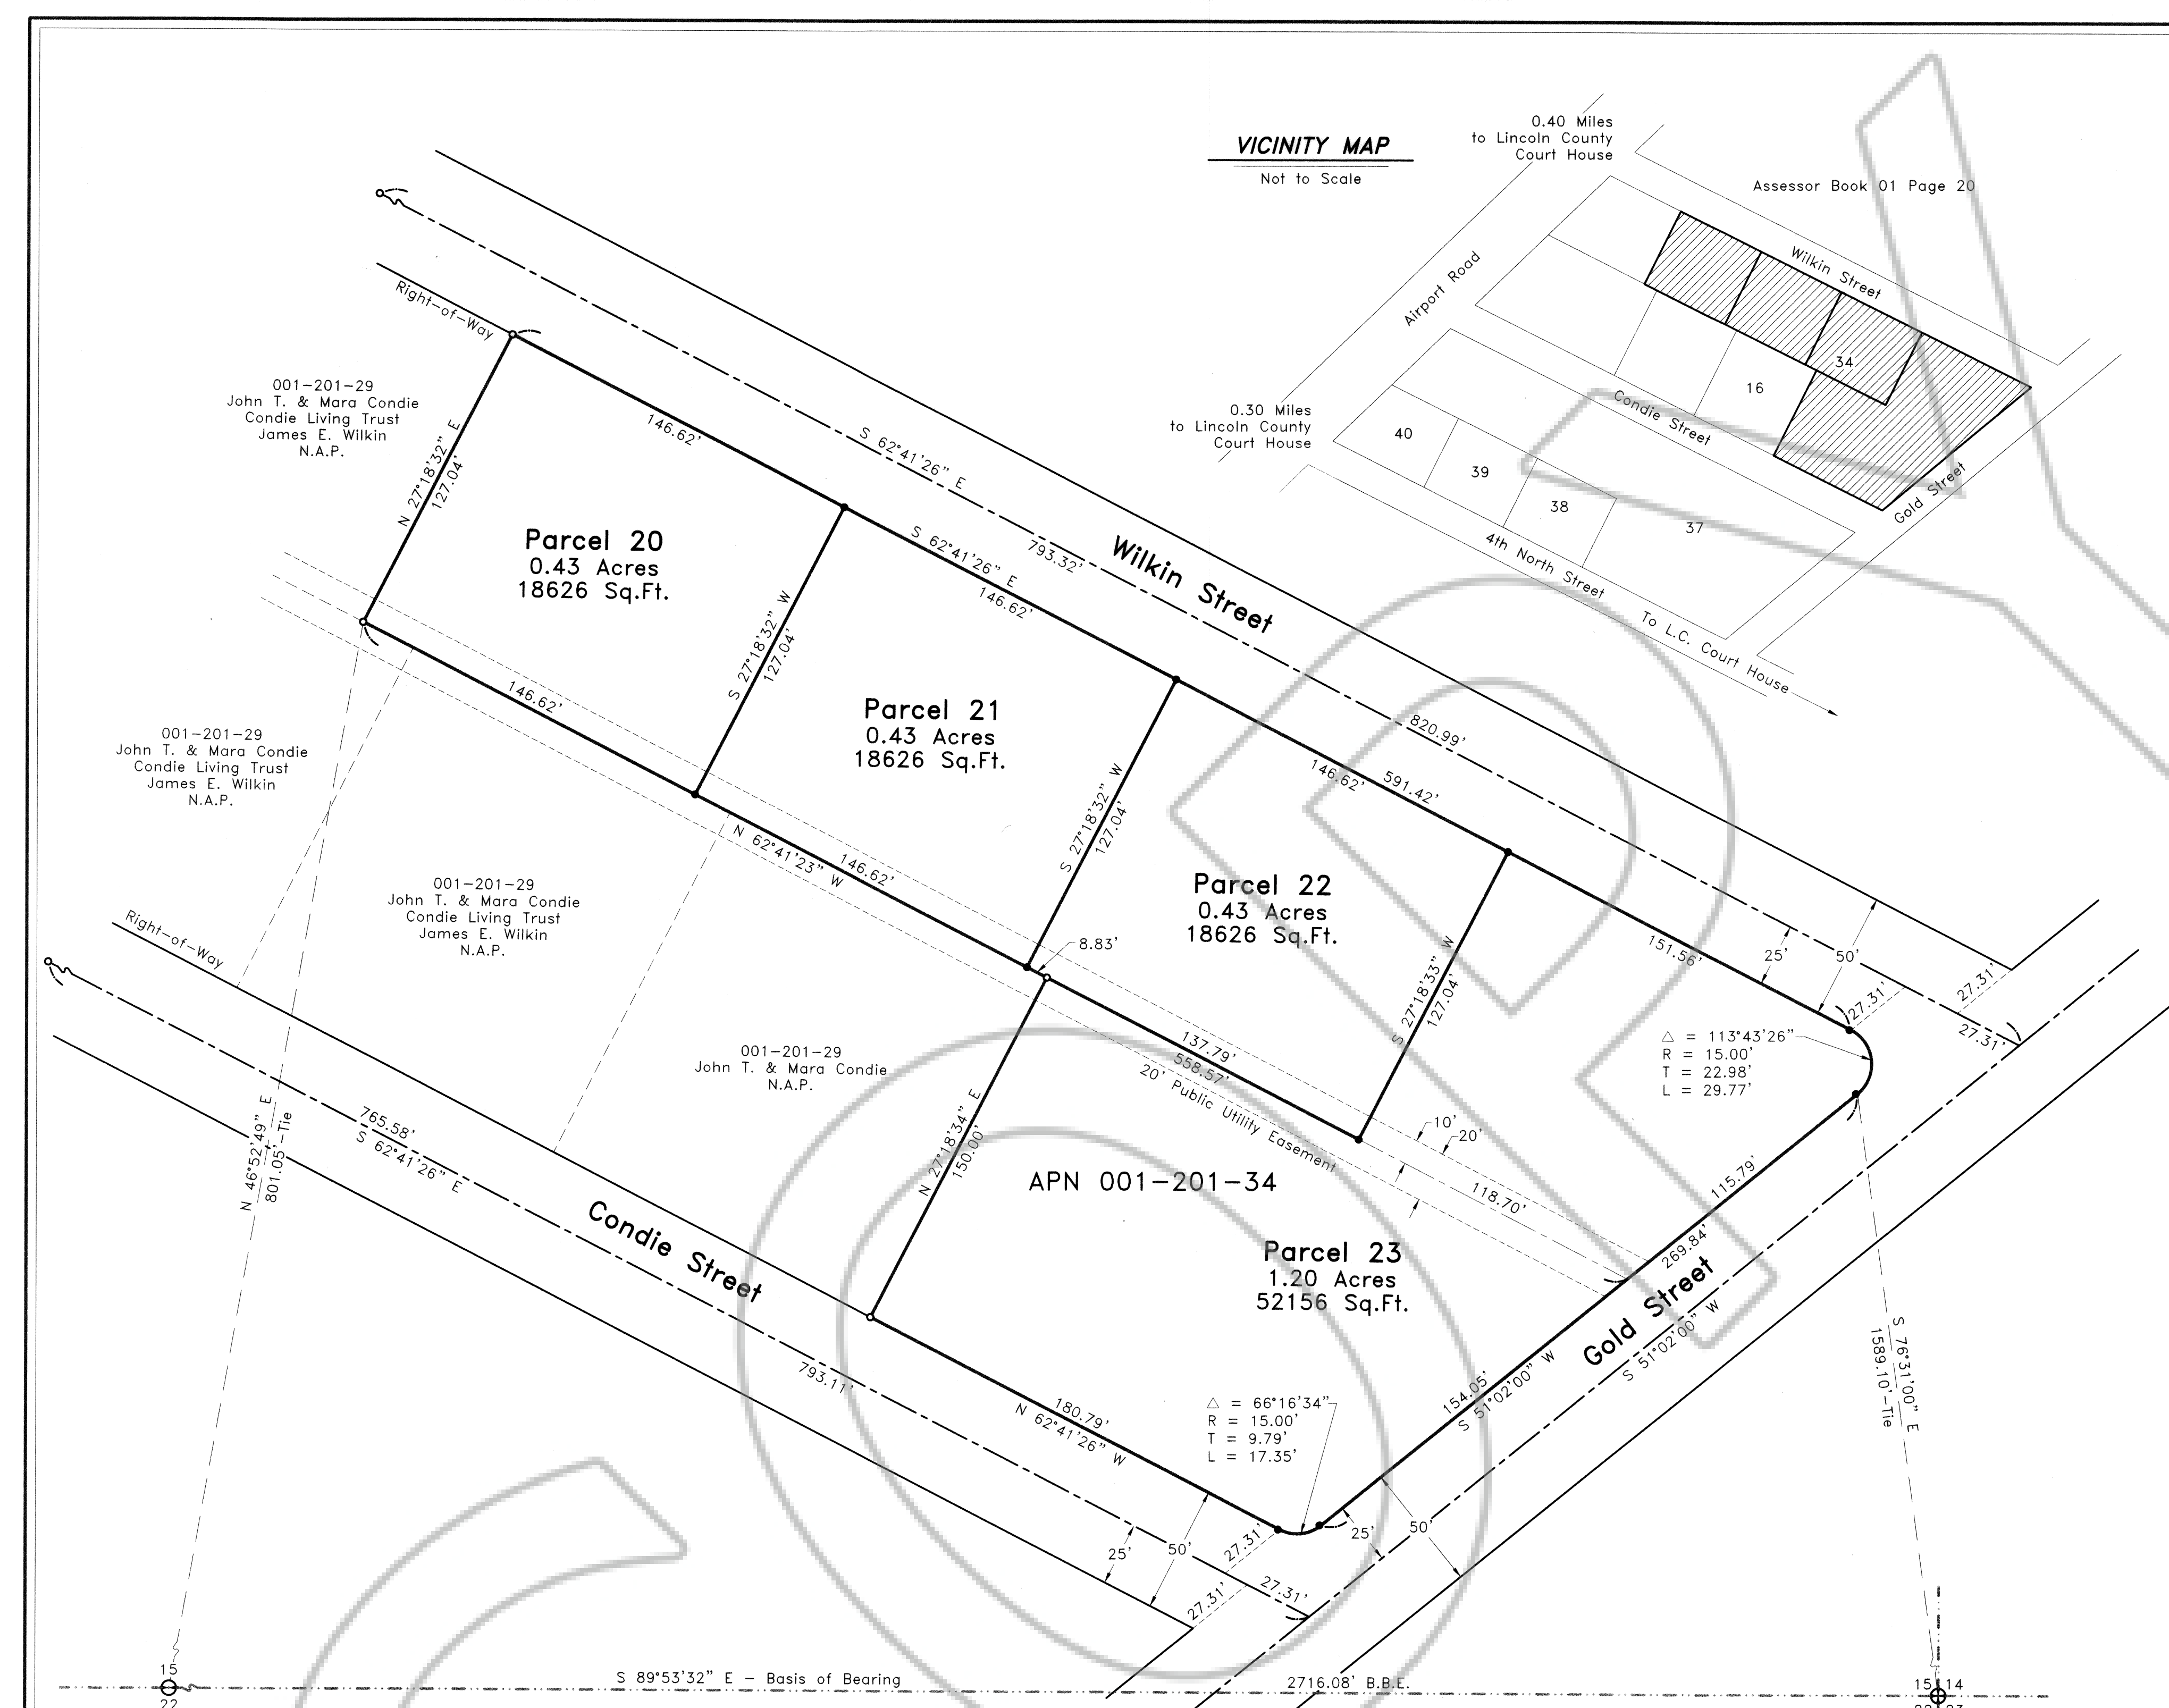 VICINITY MAP
Not to Scale
0.40 Miles
to Lincoln County
Court House
Assessor Book 01 Page 20
Airport Road
Wilkin Street
34
16
Condie Street
0.30 Miles
to Lincoln County
Court House
40
39
38
37
Gold Street
4th North Street
To L.C. Court House
Right-of-Way
001-201-29
John T. & Mara Condie
Condie Living Trust
James E. Wilkin
N.A.P.
N 27°18'32" E
127.04'
146.62'
S 62°41'26" E
793.32'
Wilkin Street
Parcel 20
0.43 Acres
18626 Sq.Ft.
S 62°41'26" E
146.62'
S 27°18'32" W
127.04'
146.62'
Parcel 21
0.43 Acres
18626 Sq.Ft.
820.99'
146.62'
591.42'
S 27°18'32" W
127.04'
001-201-29
John T. & Mara Condie
Condie Living Trust
James E. Wilkin
N.A.P.
N 62°41'23" W
146.62'
001-201-29
John T. & Mara Condie
Condie Living Trust
James E. Wilkin
N.A.P.
Parcel 22
0.43 Acres
18626 Sq.Ft.
8.83'
S 27°18'33" W
127.04'
151.56'
25'
50'
27.31'
27.31'
27.31'
Right-of-Way
△ = 113°43'26"
R = 15.00'
T = 22.98'
L = 29.77'
137.79'
558.57'
20' Public Utility Easement
001-201-29
John T. & Mara Condie
N.A.P.
N 27°18'34" E
150.00'
10'
20'
118.70'
APN 001-201-34
Parcel 23
1.20 Acres
52156 Sq.Ft.
115.79'
269.84'
Gold Street
S 51°02'00" W
154.05'
S 51°02'00" W
N 46°52'49" E
801.05'-Tie
765.58'
S 62°41'26" E
Condie Street
793.11'
180.79'
N 62°41'26" W
△ = 66°16'34"
R = 15.00'
T = 9.79'
L = 17.35'
S 76°31'00" E
1589.10'-Tie
25'
50'
27.31'
27.31'
27.31'
25'
50'
15
22
S 89°53'32" E - Basis of Bearing
2716.08' B.B.E.
15
14